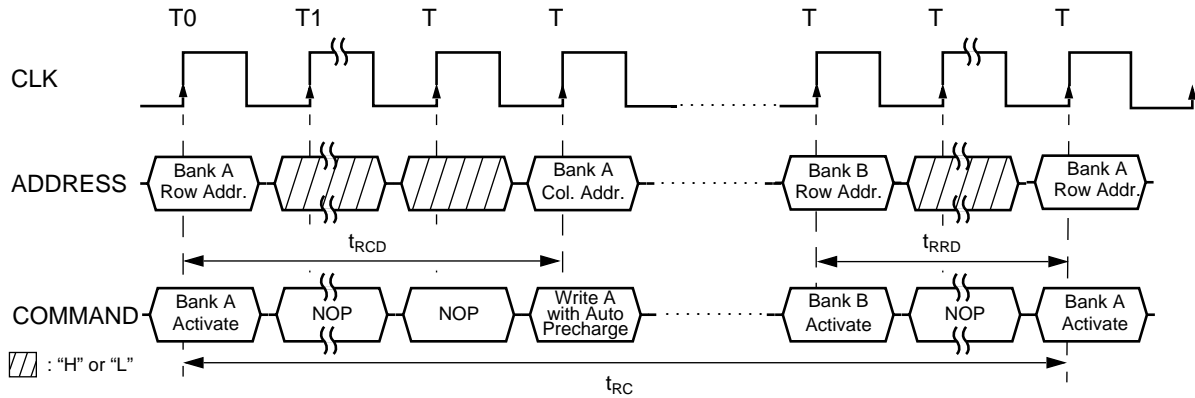 T0 T1 T T T T T
CLK
ADDRESS
Bank A
Row Addr.
Bank A
Col. Addr.
Bank B
Row Addr.
Bank A
Row Addr.
tRCD
tRRD
COMMAND
Bank A
Activate
NOP
NOP
Write A
with Auto
Precharge
Bank B
Activate
NOP
Bank A
Activate
: “H” or “L”
tRC